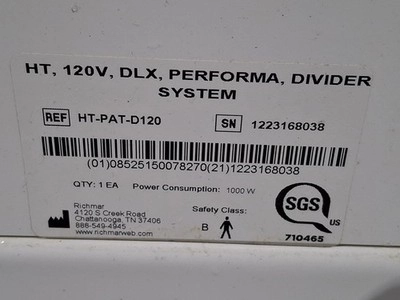 HT, 120V, DLX, PERFORMA, DIVIDER
SYSTEM
REF HT-PAT-D120 SN 1223168038
(01)08525150078270(21)1223168038
QTY: 1 EA Power Consumption: 1000 W
Richmar
4120 S Creek Road
Chattanooga, TN 37406
888-549-4945
www.richmarweb.com
Safety Class:
B
SGS
US
710465